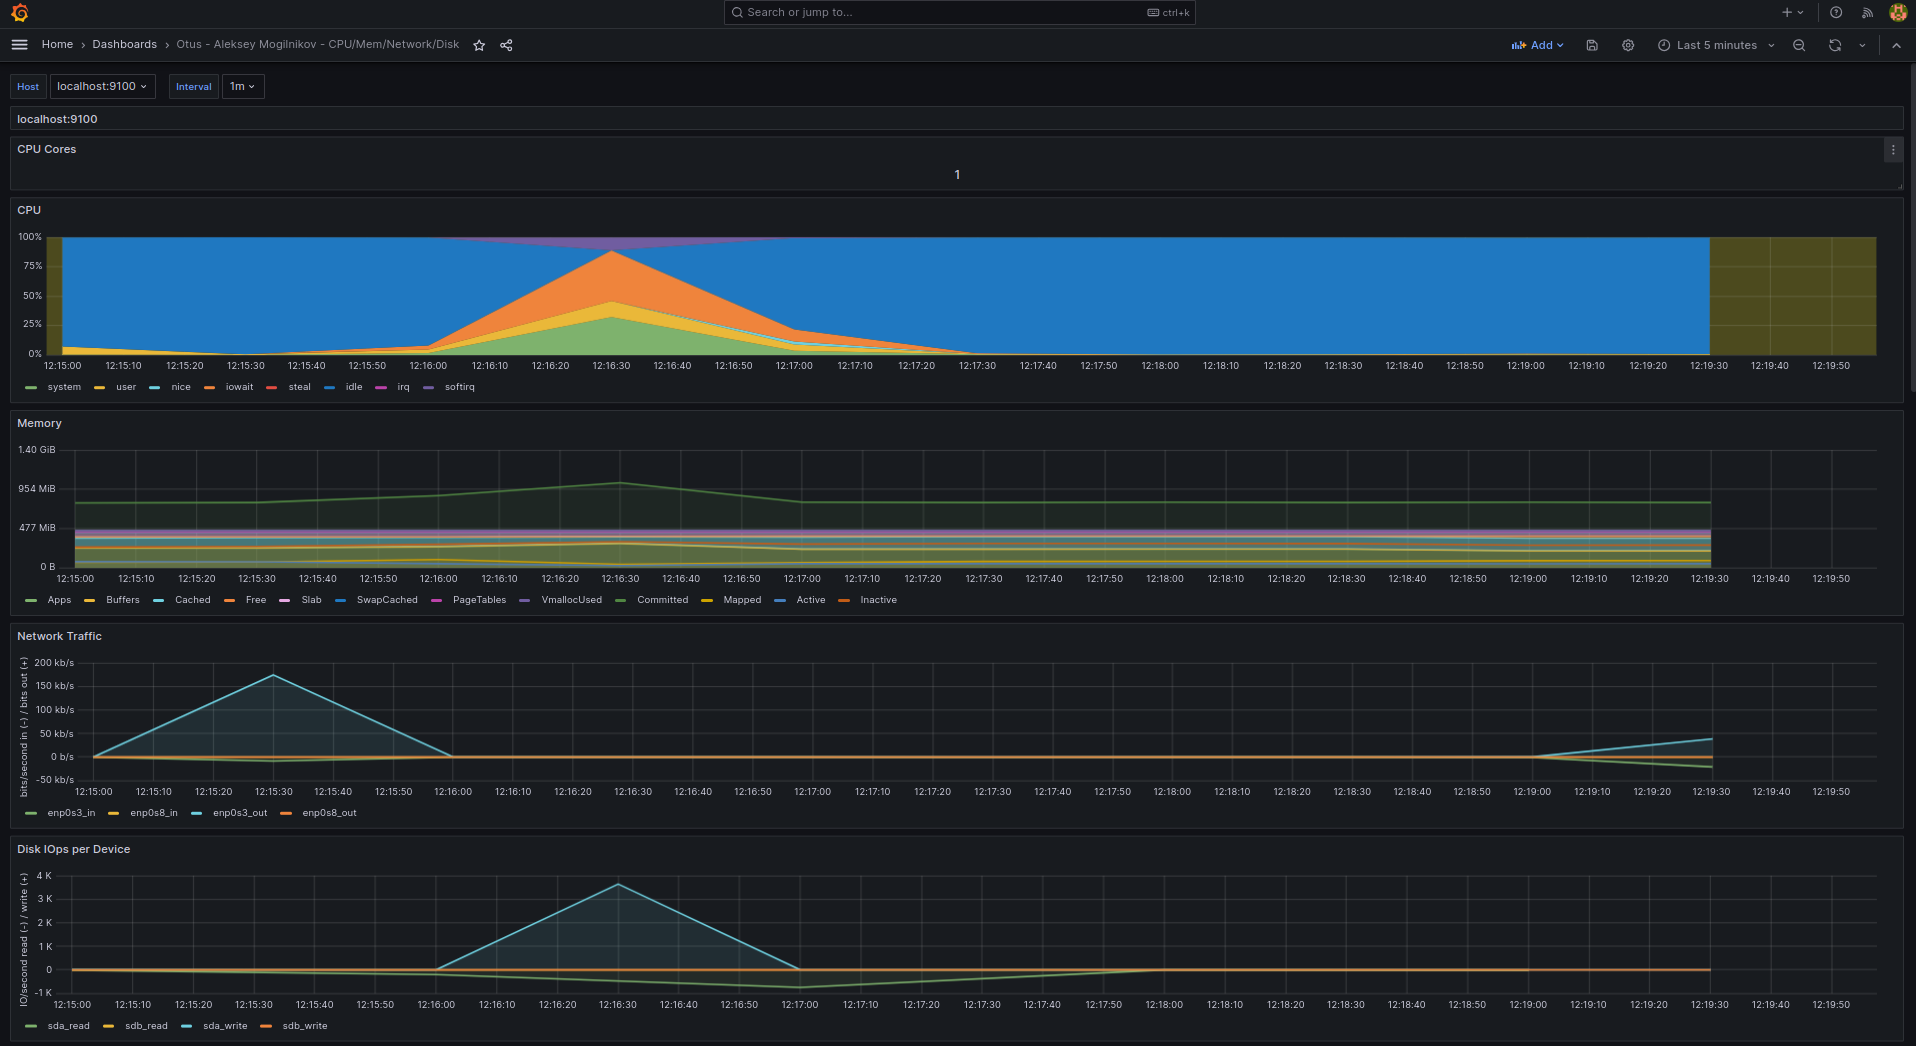 Search or jump to... ctrl+k
Home › Dashboards › Otus - Aleksey Mogilnikov - CPU/Mem/Network/Disk Add Last 5 minutes
Host localhost:9100 Interval 1m
localhost:9100
CPU Cores
1
CPU
100%
75%
50%
25%
0%
12:15:00 12:15:10 12:15:20 12:15:30 12:15:40 12:15:50 12:16:00 12:16:10 12:16:20 12:16:30 12:16:40 12:16:50 12:17:00 12:17:10 12:17:20 12:17:30 12:17:40 12:17:50 12:18:00 12:18:10 12:18:20 12:18:30 12:18:40 12:18:50 12:19:00 12:19:10 12:19:20 12:19:30 12:19:40 12:19:50
system user nice iowait steal idle irq softirq
Memory
1.40 GiB
954 MiB
477 MiB
0 B
12:15:00 12:15:10 12:15:20 12:15:30 12:15:40 12:15:50 12:16:00 12:16:10 12:16:20 12:16:30 12:16:40 12:16:50 12:17:00 12:17:10 12:17:20 12:17:30 12:17:40 12:17:50 12:18:00 12:18:10 12:18:20 12:18:30 12:18:40 12:18:50 12:19:00 12:19:10 12:19:20 12:19:30 12:19:40 12:19:50
Apps Buffers Cached Free Slab SwapCached PageTables VmallocUsed Committed Mapped Active Inactive
Network Traffic
bits/second in (-) / bits out (+)
200 kb/s
150 kb/s
100 kb/s
50 kb/s
0 b/s
-50 kb/s
12:15:00 12:15:10 12:15:20 12:15:30 12:15:40 12:15:50 12:16:00 12:16:10 12:16:20 12:16:30 12:16:40 12:16:50 12:17:00 12:17:10 12:17:20 12:17:30 12:17:40 12:17:50 12:18:00 12:18:10 12:18:20 12:18:30 12:18:40 12:18:50 12:19:00 12:19:10 12:19:20 12:19:30 12:19:40 12:19:50
enp0s3_in enp0s8_in enp0s3_out enp0s8_out
Disk IOps per Device
IO/second read (-) / write (+)
4 K
3 K
2 K
1 K
0
-1 K
12:15:00 12:15:10 12:15:20 12:15:30 12:15:40 12:15:50 12:16:00 12:16:10 12:16:20 12:16:30 12:16:40 12:16:50 12:17:00 12:17:10 12:17:20 12:17:30 12:17:40 12:17:50 12:18:00 12:18:10 12:18:20 12:18:30 12:18:40 12:18:50 12:19:00 12:19:10 12:19:20 12:19:30 12:19:40 12:19:50
sda_read sdb_read sda_write sdb_write